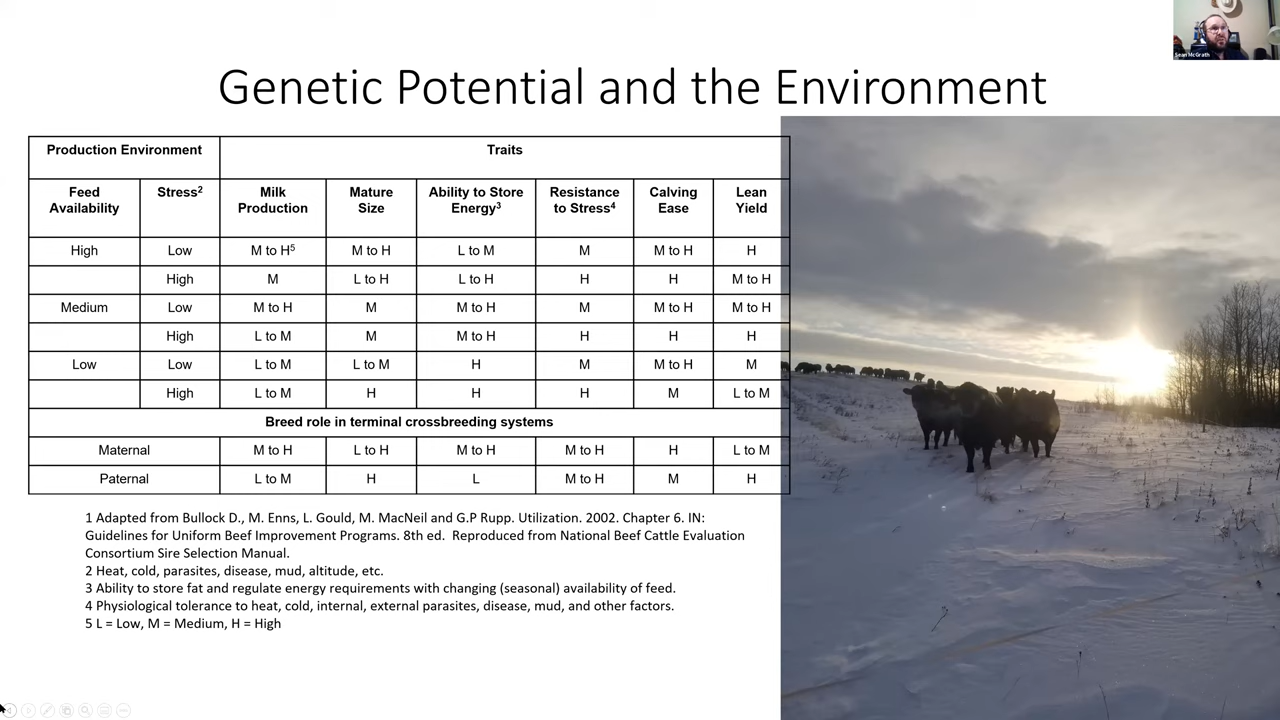 Sean McGrath
Genetic Potential and the Environment
Production Environment Traits
Feed Availability Stress2 Milk Production Mature Size Ability to Store Energy3 Resistance to Stress4 Calving Ease Lean Yield
High Low M to H5 M to H L to M M M to H H
High M L to H L to H H H M to H
Medium Low M to H M M to H M M to H M to H
High L to M M M to H H H H
Low Low L to M L to M H M M to H M
High L to M H H H M L to M
Breed role in terminal crossbreeding systems
Maternal M to H L to H M to H M to H H L to M
Paternal L to M H L M to H M H
1 Adapted from Bullock D., M. Enns, L. Gould, M. MacNeil and G.P Rupp. Utilization. 2002. Chapter 6. IN:
Guidelines for Uniform Beef Improvement Programs. 8th ed. Reproduced from National Beef Cattle Evaluation
Consortium Sire Selection Manual.
2 Heat, cold, parasites, disease, mud, altitude, etc.
3 Ability to store fat and regulate energy requirements with changing (seasonal) availability of feed.
4 Physiological tolerance to heat, cold, internal, external parasites, disease, mud, and other factors.
5 L = Low, M = Medium, H = High